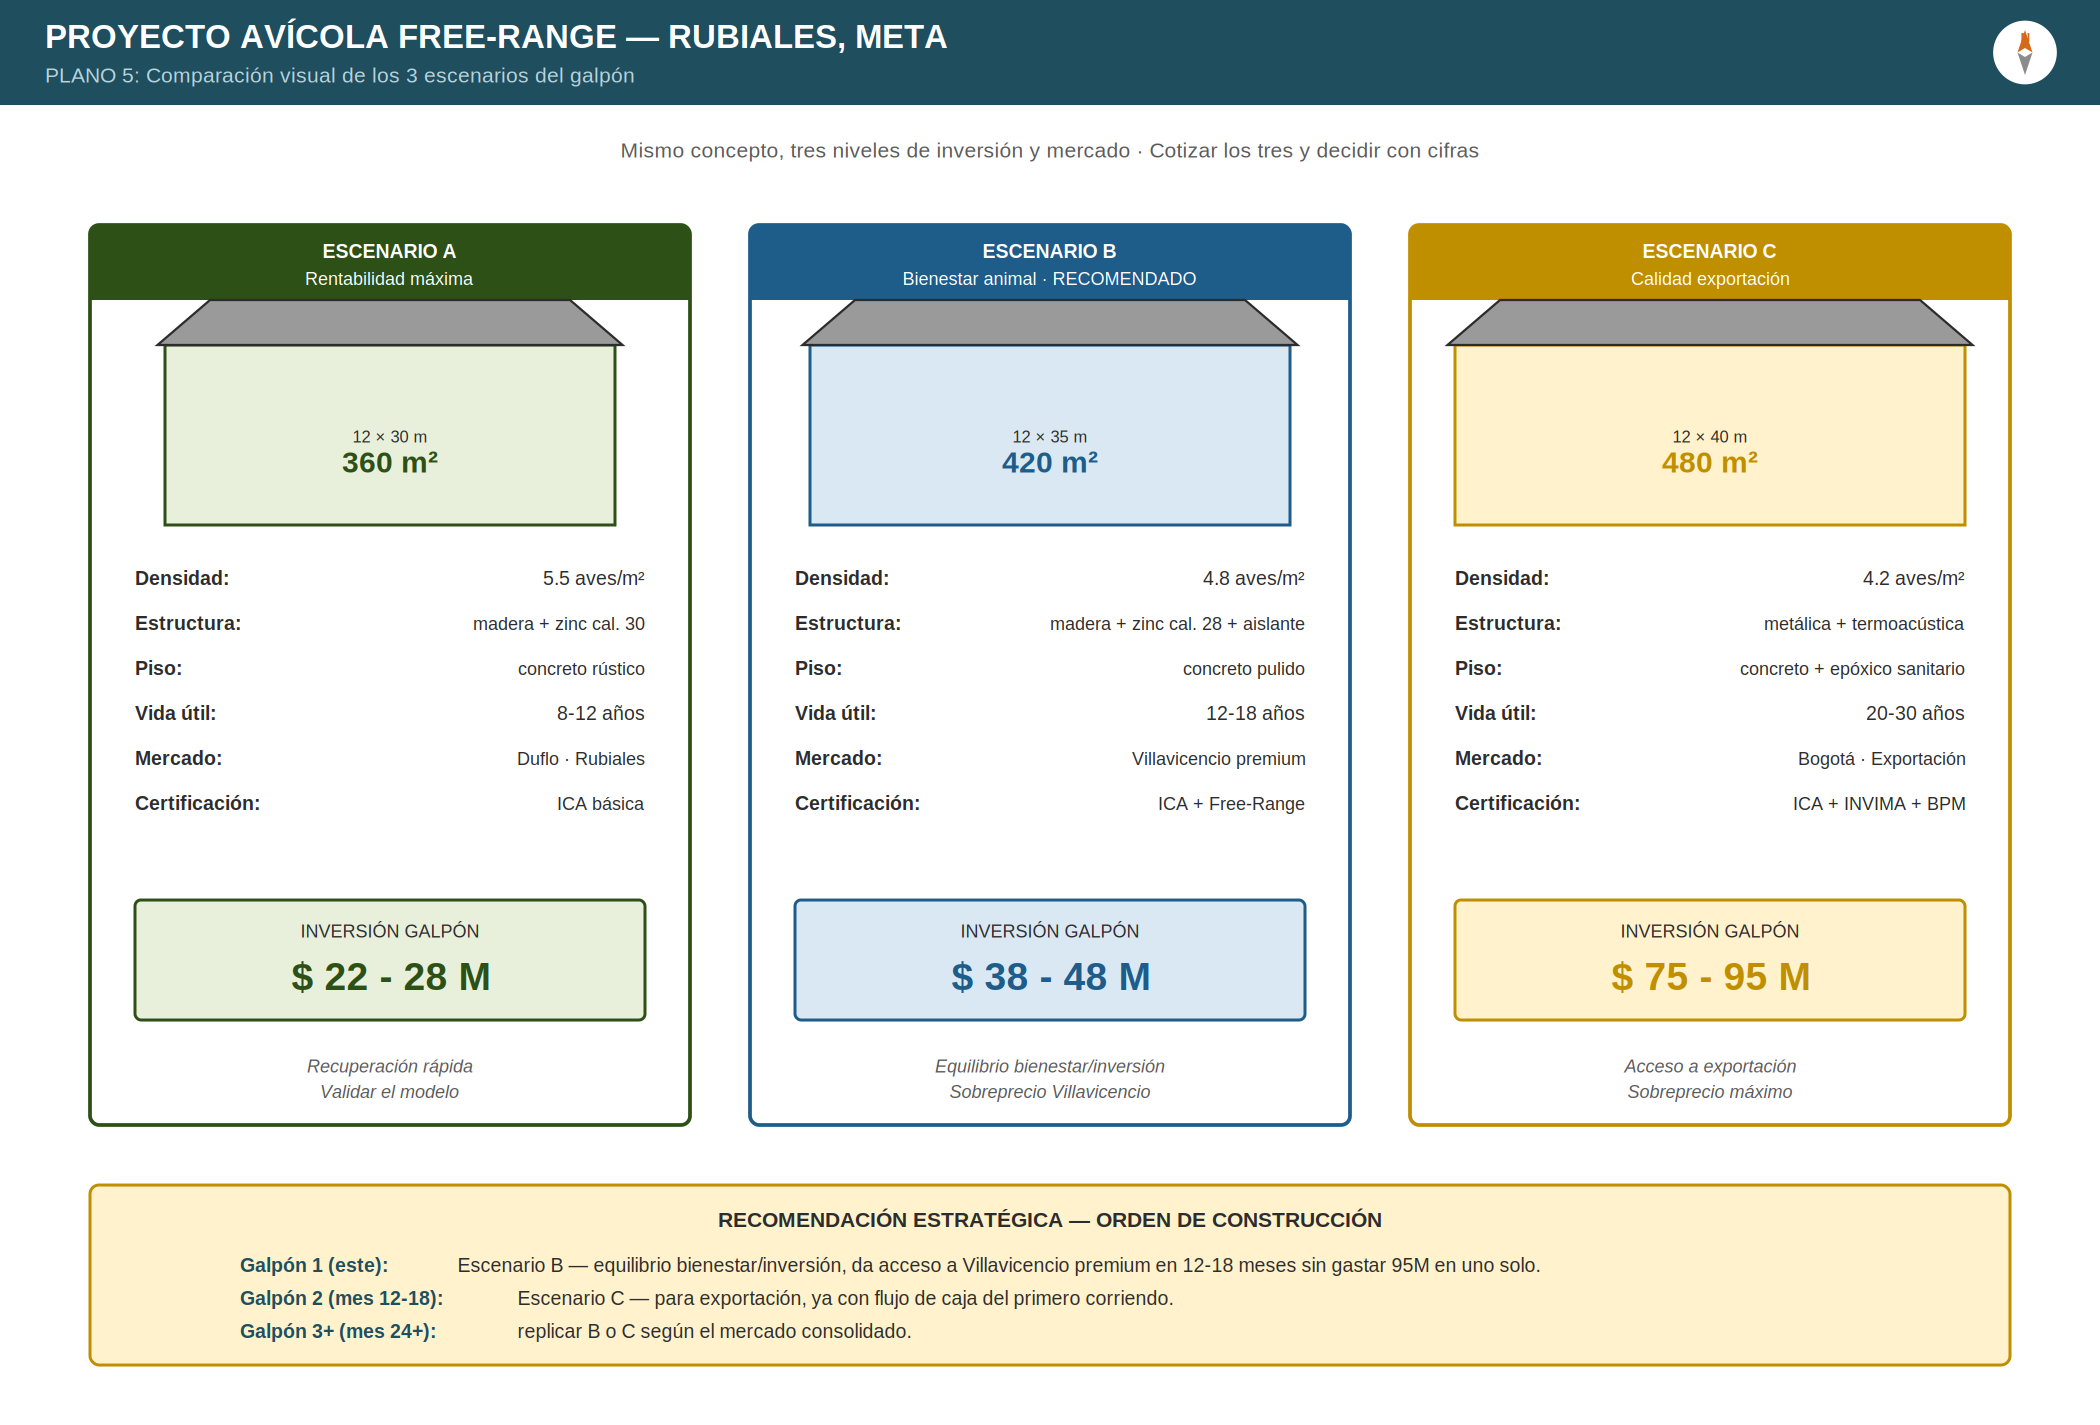 PROYECTO AVÍCOLA FREE-RANGE — RUBIALES, META
PLANO 5: Comparación visual de los 3 escenarios del galpón
Mismo concepto, tres niveles de inversión y mercado · Cotizar los tres y decidir con cifras
ESCENARIO A
Rentabilidad máxima
12 × 30 m
360 m²
Densidad: 5.5 aves/m²
Estructura: madera + zinc cal. 30
Piso: concreto rústico
Vida útil: 8-12 años
Mercado: Duflo · Rubiales
Certificación: ICA básica
INVERSIÓN GALPÓN
$ 22 - 28 M
Recuperación rápida
Validar el modelo
ESCENARIO B
Bienestar animal · RECOMENDADO
12 × 35 m
420 m²
Densidad: 4.8 aves/m²
Estructura: madera + zinc cal. 28 + aislante
Piso: concreto pulido
Vida útil: 12-18 años
Mercado: Villavicencio premium
Certificación: ICA + Free-Range
INVERSIÓN GALPÓN
$ 38 - 48 M
Equilibrio bienestar/inversión
Sobreprecio Villavicencio
ESCENARIO C
Calidad exportación
12 × 40 m
480 m²
Densidad: 4.2 aves/m²
Estructura: metálica + termoacústica
Piso: concreto + epóxico sanitario
Vida útil: 20-30 años
Mercado: Bogotá · Exportación
Certificación: ICA + INVIMA + BPM
INVERSIÓN GALPÓN
$ 75 - 95 M
Acceso a exportación
Sobreprecio máximo
RECOMENDACIÓN ESTRATÉGICA — ORDEN DE CONSTRUCCIÓN
Galpón 1 (este): Escenario B — equilibrio bienestar/inversión, da acceso a Villavicencio premium en 12-18 meses sin gastar 95M en uno solo.
Galpón 2 (mes 12-18): Escenario C — para exportación, ya con flujo de caja del primero corriendo.
Galpón 3+ (mes 24+): replicar B o C según el mercado consolidado.